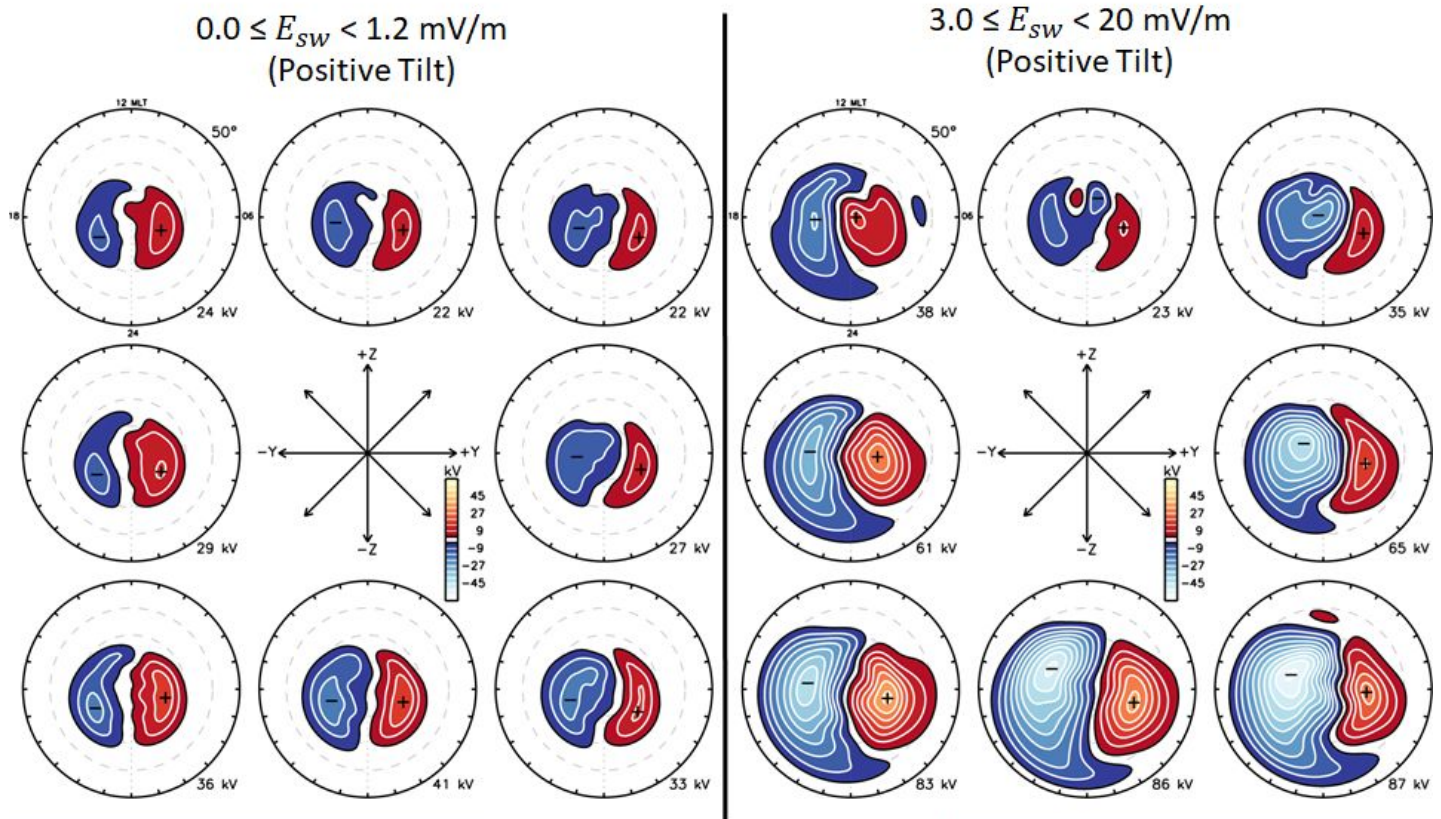 0.0 ≤ E_sw < 1.2 mV/m
(Positive Tilt)
12 MLT
50°
18
06
24 kV
22 kV
22 kV
24
+Z
-Y
+Y
-Z
kV
45
27
9
-9
-27
-45
29 kV
27 kV
36 kV
41 kV
33 kV
3.0 ≤ E_sw < 20 mV/m
(Positive Tilt)
12 MLT
50°
18
06
38 kV
23 kV
35 kV
24
+Z
-Y
+Y
-Z
kV
45
27
9
-9
-27
-45
61 kV
65 kV
83 kV
86 kV
87 kV